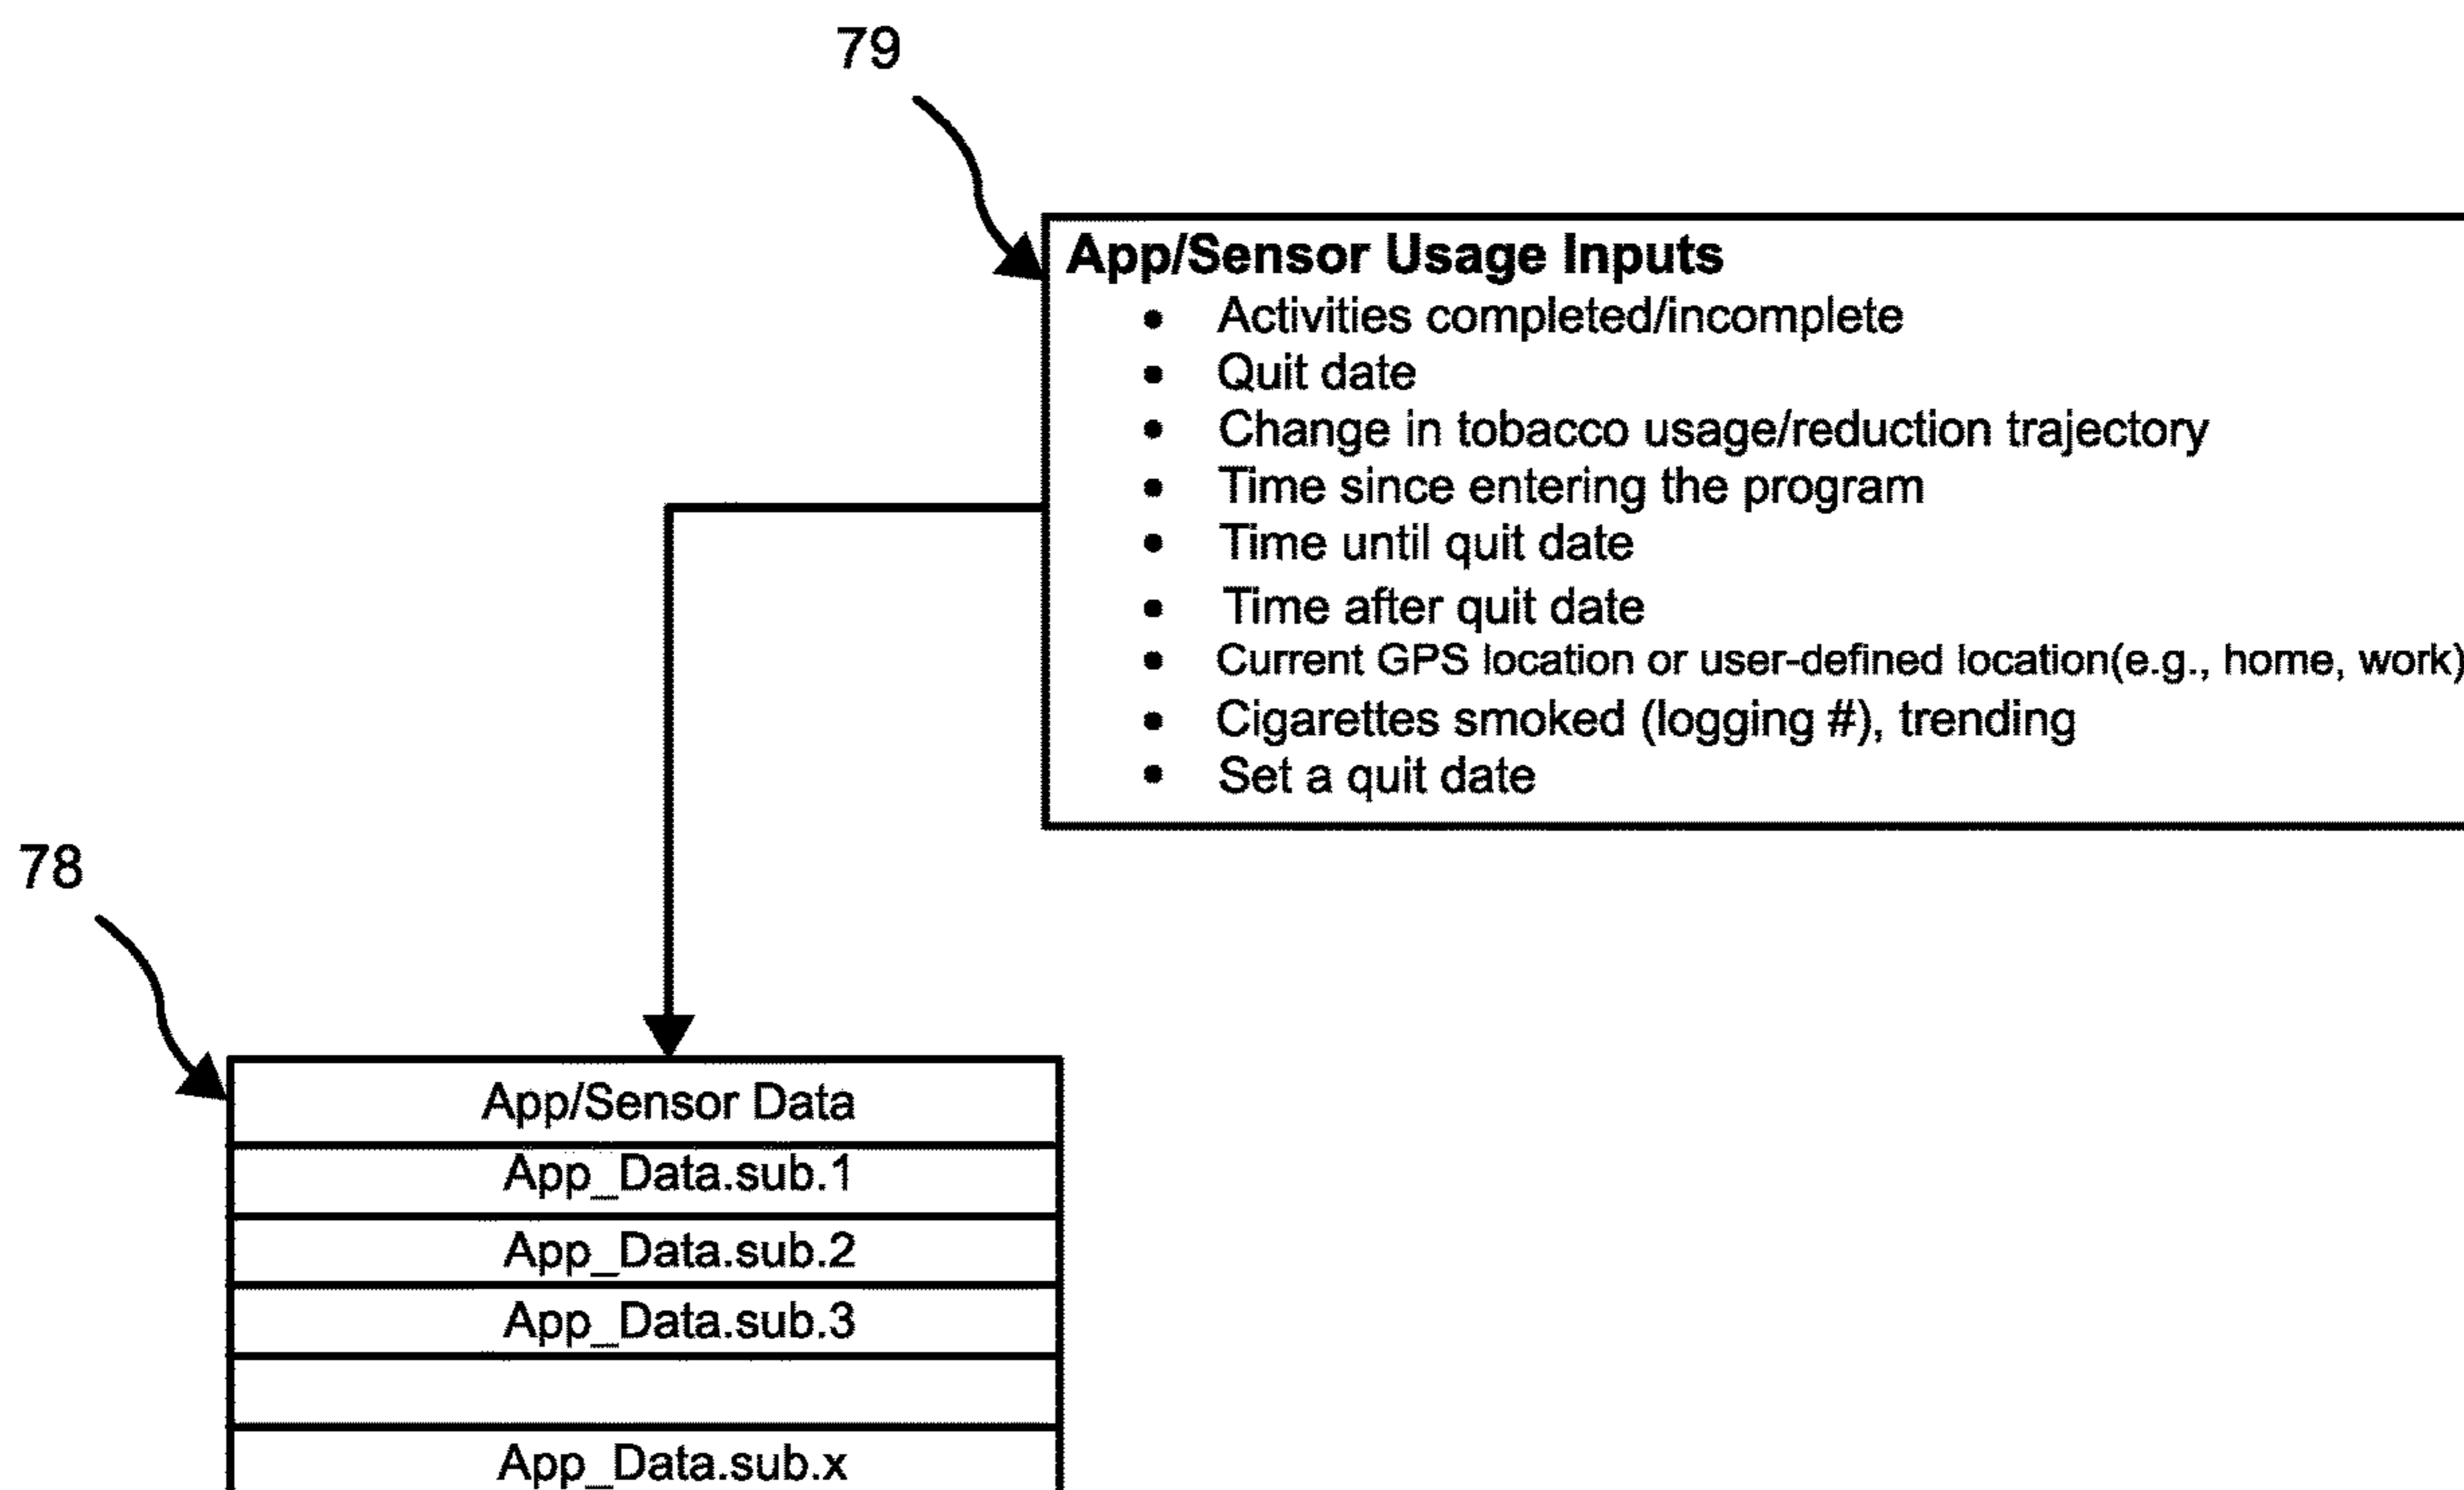 79
App/Sensor Usage Inputs
• Activities completed/incomplete
• Quit date
• Change in tobacco usage/reduction trajectory
• Time since entering the program
• Time until quit date
• Time after quit date
• Current GPS location or user-defined location(e.g., home, work)
• Cigarettes smoked (logging #), trending
• Set a quit date
78
App/Sensor Data
App_Data.sub.1
App_Data.sub.2
App_Data.sub.3
App_Data.sub.x